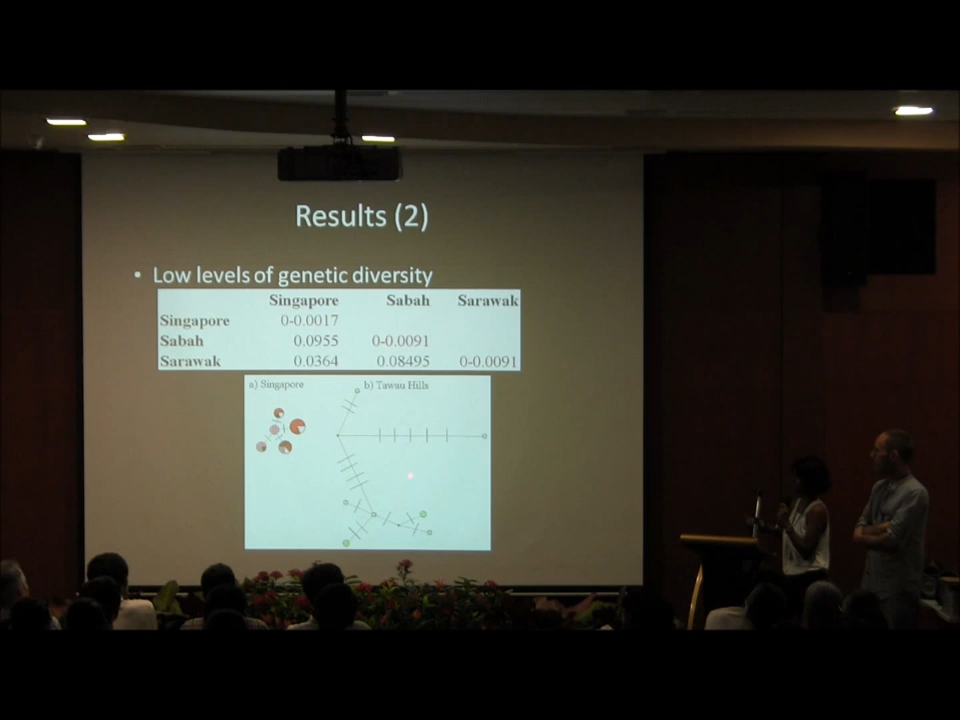 Results (2)
• Low levels of genetic diversity
Singapore Sabah Sarawak
Singapore 0-0.0017
Sabah 0.0955 0-0.0091
Sarawak 0.0364 0.08495 0-0.0091
a) Singapore b) Tawau Hills